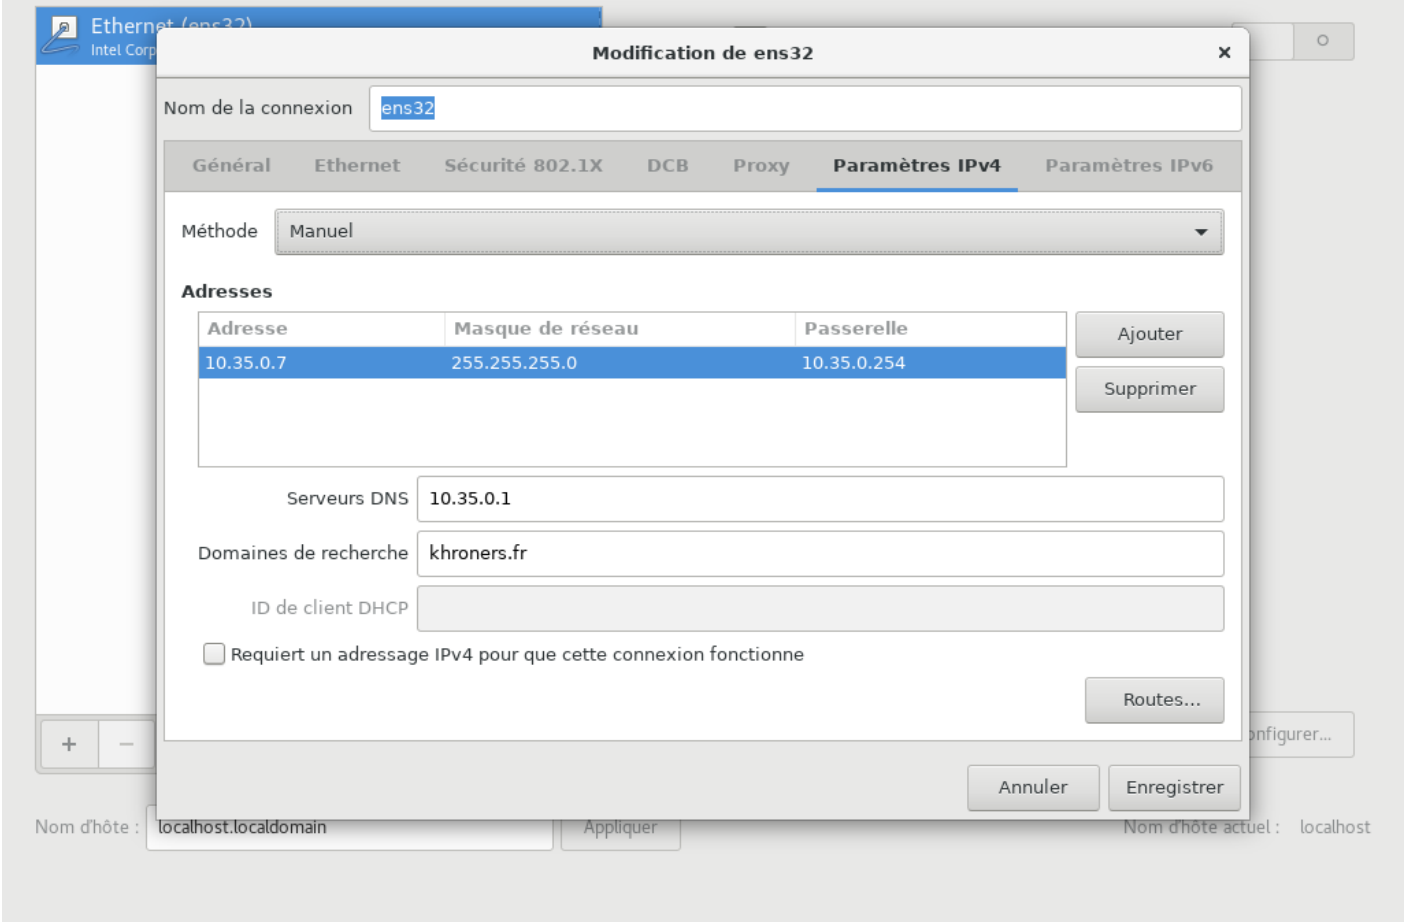 Ethernet (ens32)
Intel Corp
Modification de ens32
Nom de la connexion ens32
Général Ethernet Sécurité 802.1X DCB Proxy Paramètres IPv4 Paramètres IPv6
Méthode Manuel
Adresses
Adresse Masque de réseau Passerelle
10.35.0.7 255.255.255.0 10.35.0.254
Ajouter
Supprimer
Serveurs DNS 10.35.0.1
Domaines de recherche khroners.fr
ID de client DHCP
Requiert un adressage IPv4 pour que cette connexion fonctionne
Routes...
onfigurer...
Annuler Enregistrer
Nom d'hôte : localhost.localdomain Appliquer Nom d'hôte actuel : localhost